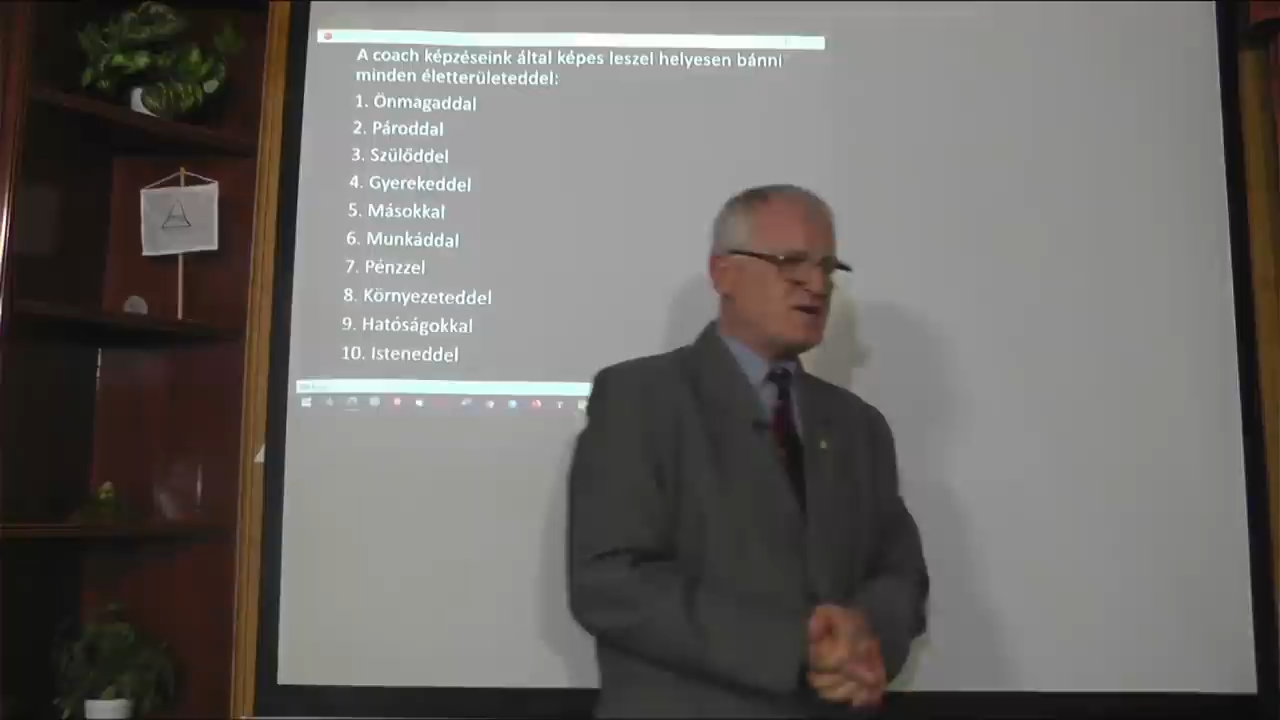 A coach képzéseink által képes leszel helyesen bánni
minden életterületeddel:
1. Önmagaddal
2. Pároddal
3. Szülőddel
4. Gyerekeddel
5. Másokkal
6. Munkáddal
7. Pénzzel
8. Környezeteddel
9. Hatóságokkal
10. Isteneddel